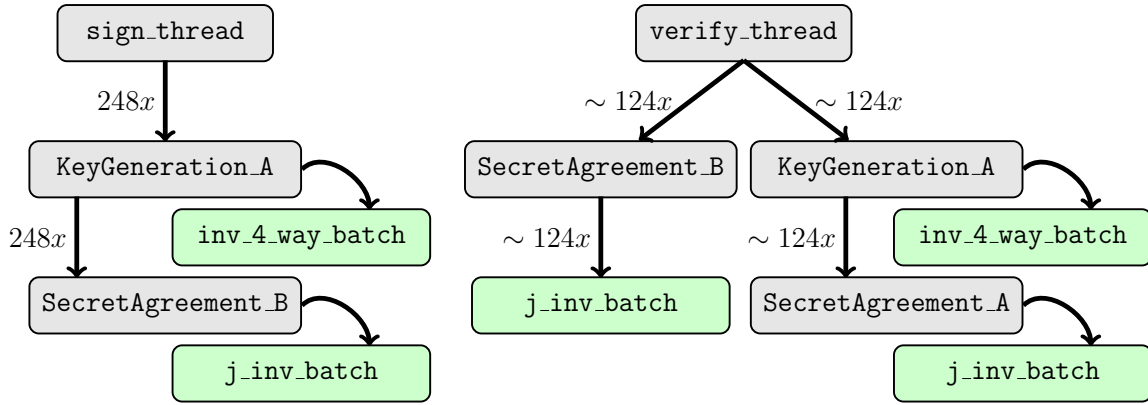 sign_thread
248x
KeyGeneration_A
inv_4_way_batch
248x
SecretAgreement_B
j_inv_batch
verify_thread
∼ 124x
∼ 124x
SecretAgreement_B
KeyGeneration_A
inv_4_way_batch
∼ 124x
∼ 124x
j_inv_batch
SecretAgreement_A
j_inv_batch